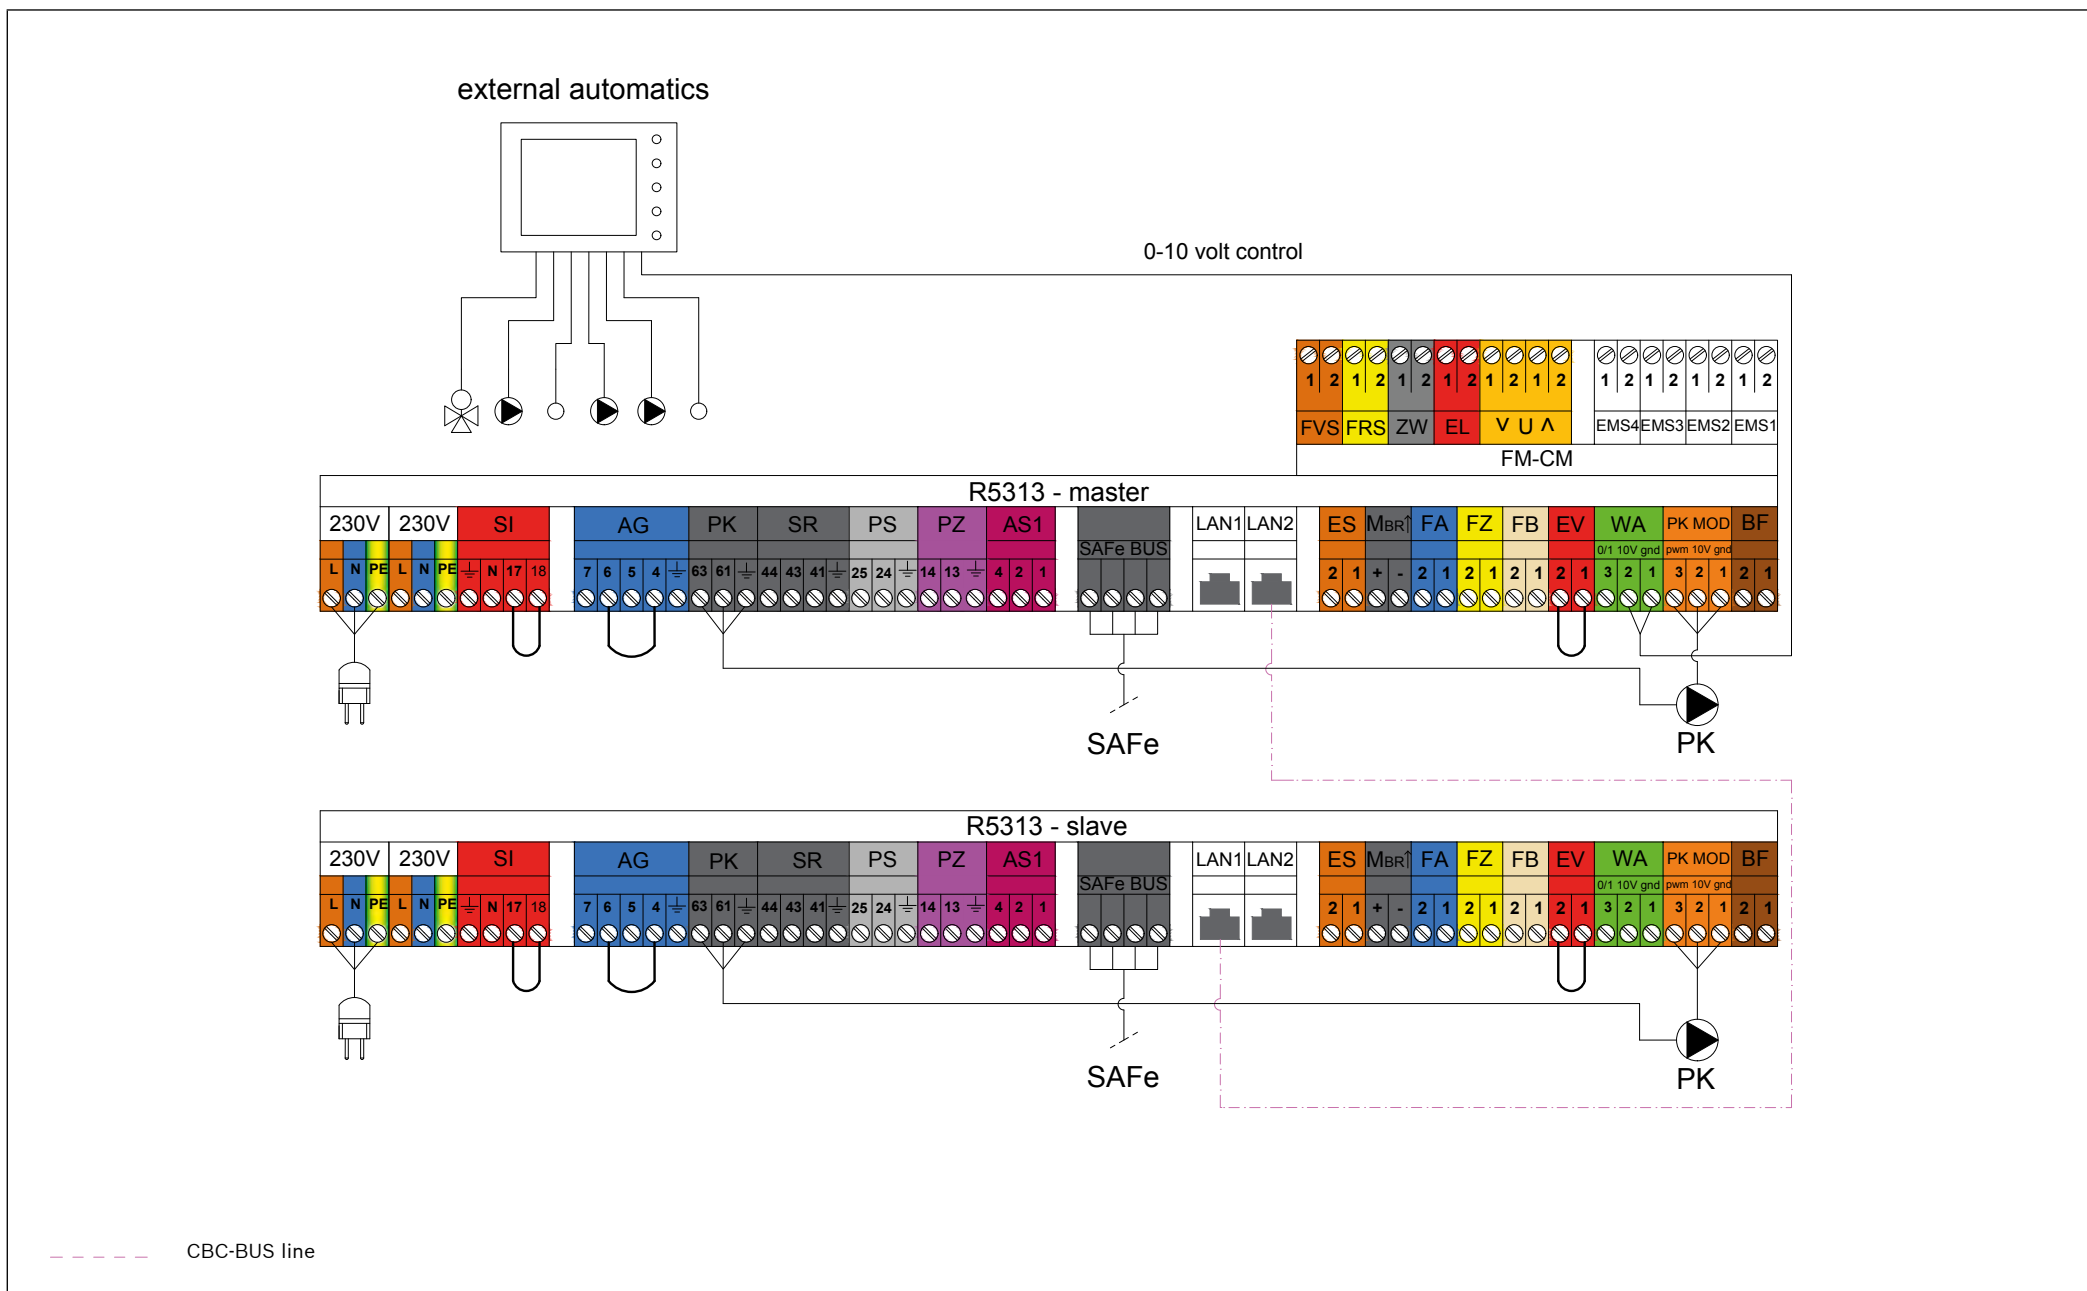 external automatics
0-10 volt control
1 2 1 2 1 2 1 2 1 2 1 2 1 2 1 2 1 2 1 2
FVS FRS ZW EL V U Λ EMS4 EMS3 EMS2 EMS1
FM-CM
R5313 - master
230V 230V SI AG PK SR PS PZ AS1 LAN1 LAN2 ES MBR↑ FA FZ FB EV WA PK MOD BF
SAFe BUS 0/1 10V gnd pwm 10V gnd
L N PE L N PE N 17 18 7 6 5 4 63 61 44 43 41 25 24 14 13 4 2 1 2 1 + - 2 1 2 1 2 1 2 1 3 2 1 3 2 1 2 1
SAFe
PK
R5313 - slave
230V 230V SI AG PK SR PS PZ AS1 LAN1 LAN2 ES MBR↑ FA FZ FB EV WA PK MOD BF
SAFe BUS 0/1 10V gnd pwm 10V gnd
L N PE L N PE N 17 18 7 6 5 4 63 61 44 43 41 25 24 14 13 4 2 1 2 1 + - 2 1 2 1 2 1 2 1 3 2 1 3 2 1 2 1
SAFe
PK
CBC-BUS line